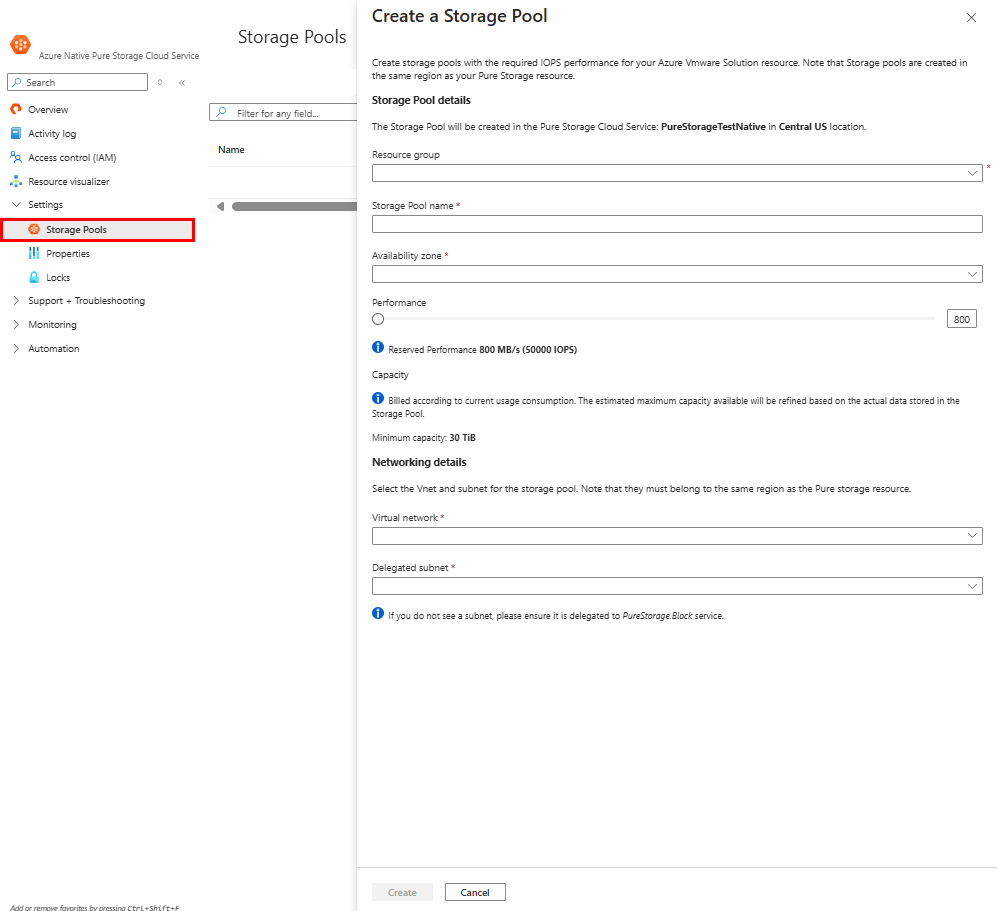 Azure Native Pure Storage Cloud Service
Search
Overview
Activity log
Access control (IAM)
Resource visualizer
Settings
Storage Pools
Properties
Locks
Support + Troubleshooting
Monitoring
Automation
Add or remove favorites by pressing Ctrl+Shift+F
Storage Pools
Filter for any field...
Name
Create a Storage Pool
Create storage pools with the required IOPS performance for your Azure Vmware Solution resource. Note that Storage pools are created in
the same region as your Pure Storage resource.
Storage Pool details
The Storage Pool will be created in the Pure Storage Cloud Service: PureStorageTestNative in Central US location.
Resource group
*
Storage Pool name *
Availability zone *
Performance
800
Reserved Performance 800 MB/s (50000 IOPS)
Capacity
Billed according to current usage consumption. The estimated maximum capacity available will be refined based on the actual data stored in the
Storage Pool.
Minimum capacity: 30 TiB
Networking details
Select the Vnet and subnet for the storage pool. Note that they must belong to the same region as the Pure storage resource.
Virtual network *
Delegated subnet *
If you do not see a subnet, please ensure it is delegated to PureStorage.Block service.
Create
Cancel